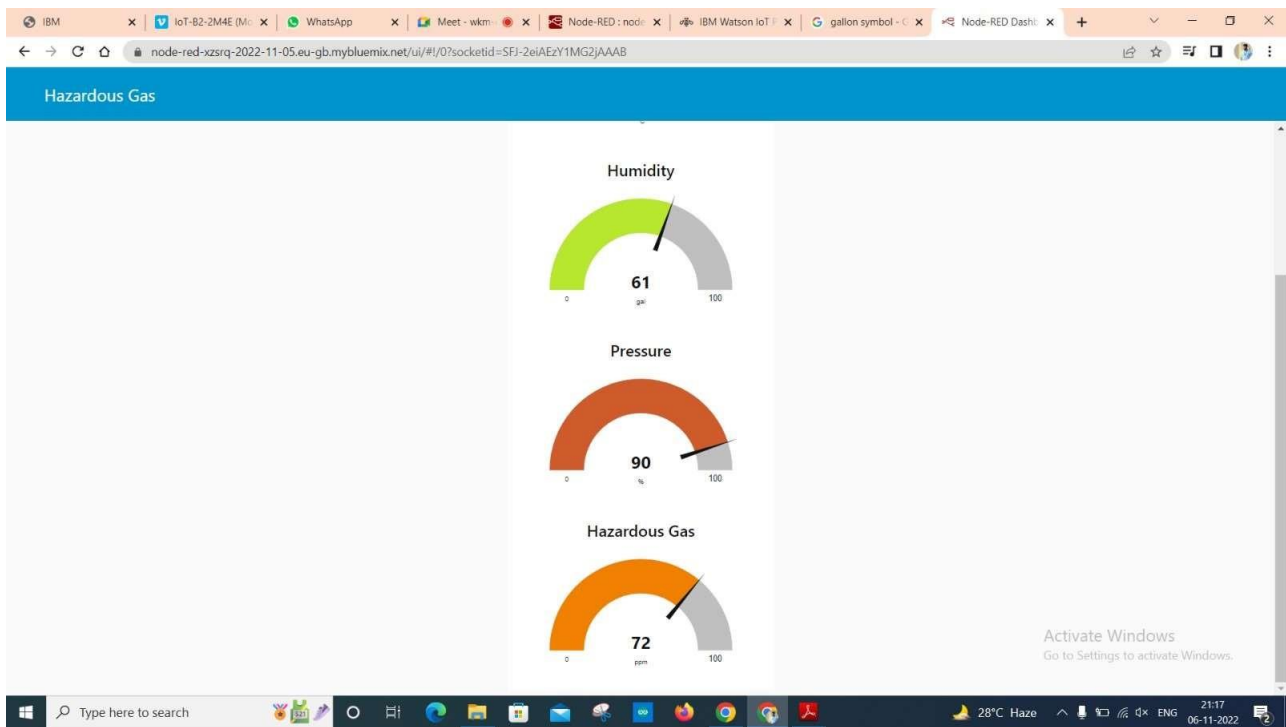 IBM
IoT-B2-2M4E (Mo
WhatsApp
Meet - wkm
Node-RED : node
IBM Watson IoT P
gallon symbol - G
Node-RED Dashb
node-red-xzsrq-2022-11-05.eu-gb.mybluemix.net/ui/#!/0?socketid=SFJ-2eiAEzY1MG2jAAAB
Hazardous Gas
Humidity
61
gal
0
100
Pressure
90
%
0
100
Hazardous Gas
72
ppm
0
100
Activate Windows
Go to Settings to activate Windows.
Type here to search
28°C Haze
ENG
21:17
06-11-2022